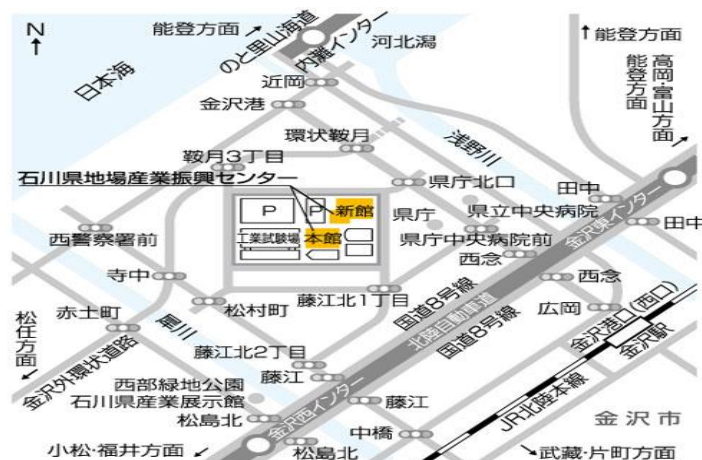 N
能登方面
のと里山海道
内灘インター
河北潟
能登方面
高岡・富山方面
能登方面
日本海
近岡
金沢港
環状鞍月
浅野川
鞍月3丁目
石川県地場産業振興センター
県庁北口
田中
P
P
新館
県庁
県立中央病院
金沢東インター
田中
西警察署前
工業試験場
本館
県庁中央病院前
西念
寺中
西念
藤江北1丁目
国道8号線
北陸自動車道
国道8号線
広岡
松村町
赤土町
犀川
金沢港口(西口)
金沢駅
松任方面
金沢外環状道路
藤江北2丁目
藤江
西部緑地公園
石川県産業展示館
藤江
JR北陸本線
松島北
金沢西インター
金沢市
中橋
小松・福井方面
松島北
武蔵・片町方面